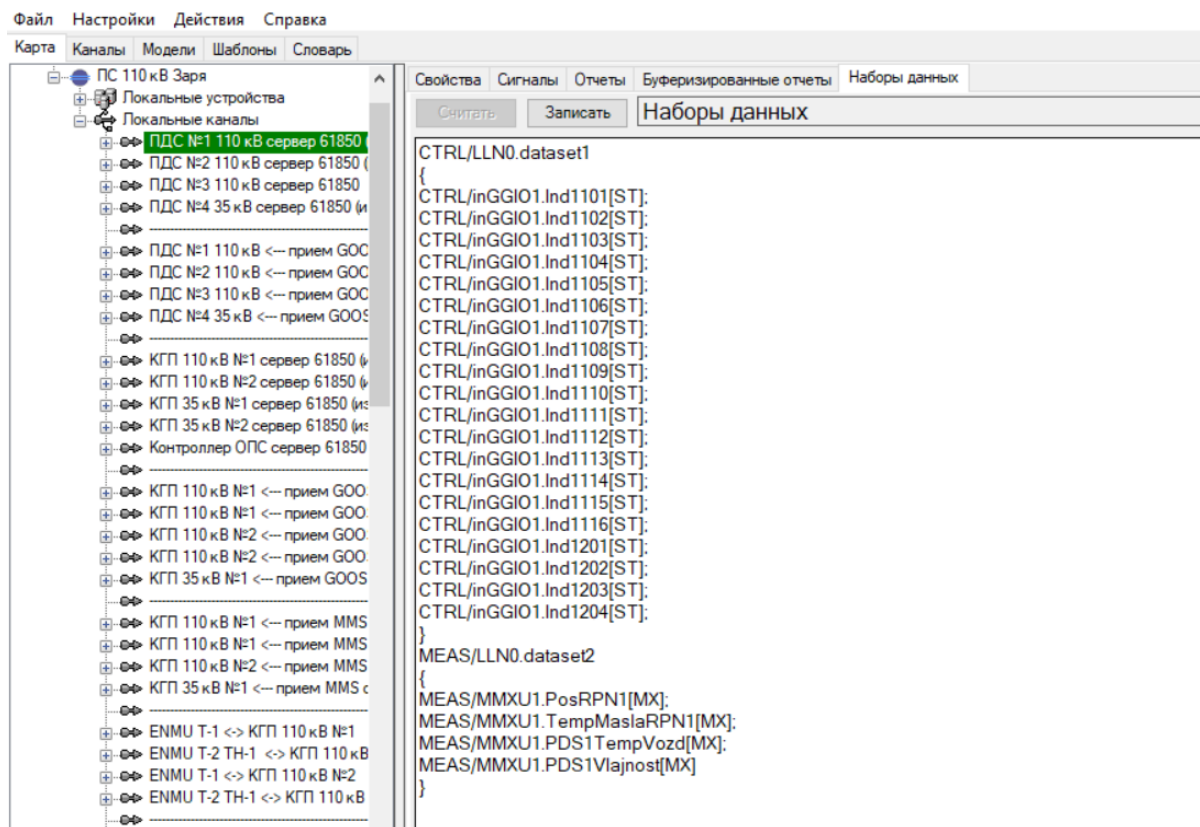 Файл Настройки Действия Справка
Карта Каналы Модели Шаблоны Словарь
ПС 110 кВ Заря
Локальные устройства
Локальные каналы
ПДС №1 110 кВ сервер 61850 (
ПДС №2 110 кВ сервер 61850 (
ПДС №3 110 кВ сервер 61850
ПДС №4 35 кВ сервер 61850 (и
ПДС №1 110 кВ <-- прием GOO
ПДС №2 110 кВ <-- прием GOO
ПДС №3 110 кВ <-- прием GOO
ПДС №4 35 кВ <-- прием GOOS
КГП 110 кВ №1 сервер 61850 (и
КГП 110 кВ №2 сервер 61850 (и
КГП 35 кВ №1 сервер 61850 (из
КГП 35 кВ №2 сервер 61850 (из
Контроллер ОПС сервер 61850
КГП 110 кВ №1 <-- прием GOO
КГП 110 кВ №1 <-- прием GOO
КГП 110 кВ №2 <-- прием GOO
КГП 110 кВ №2 <-- прием GOO
КГП 35 кВ №1 <-- прием GOOS
КГП 110 кВ №1 <-- прием MMS
КГП 110 кВ №1 <-- прием MMS
КГП 110 кВ №2 <-- прием MMS
КГП 35 кВ №1 <-- прием MMS с
ENMU T-1 <-> КГП 110 кВ №1
ENMU T-2 ТН-1 <-> КГП 110 кВ
ENMU T-1 <-> КГП 110 кВ №2
ENMU T-2 ТН-1 <-> КГП 110 кВ
Свойства Сигналы Отчеты Буферизированные отчеты Наборы данных
Считать Записать Наборы данных
CTRL/LLN0.dataset1
{
CTRL/inGGIO1.Ind1101[ST];
CTRL/inGGIO1.Ind1102[ST];
CTRL/inGGIO1.Ind1103[ST];
CTRL/inGGIO1.Ind1104[ST];
CTRL/inGGIO1.Ind1105[ST];
CTRL/inGGIO1.Ind1106[ST];
CTRL/inGGIO1.Ind1107[ST];
CTRL/inGGIO1.Ind1108[ST];
CTRL/inGGIO1.Ind1109[ST];
CTRL/inGGIO1.Ind1110[ST];
CTRL/inGGIO1.Ind1111[ST];
CTRL/inGGIO1.Ind1112[ST];
CTRL/inGGIO1.Ind1113[ST];
CTRL/inGGIO1.Ind1114[ST];
CTRL/inGGIO1.Ind1115[ST];
CTRL/inGGIO1.Ind1116[ST];
CTRL/inGGIO1.Ind1201[ST];
CTRL/inGGIO1.Ind1202[ST];
CTRL/inGGIO1.Ind1203[ST];
CTRL/inGGIO1.Ind1204[ST];
}
MEAS/LLN0.dataset2
{
MEAS/MMXU1.PosRPN1[MX];
MEAS/MMXU1.TempMaslaRPN1[MX];
MEAS/MMXU1.PDS1TempVozd[MX];
MEAS/MMXU1.PDS1Vlajnost[MX]
}